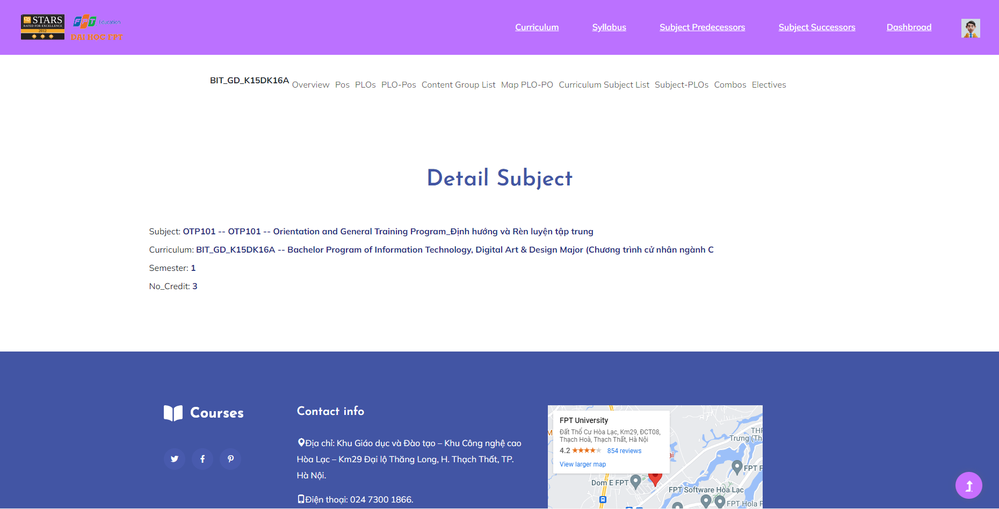 QS STARS
RATED FOR EXCELLENCE
2012
FPT Education
ĐẠI HỌC FPT
Curriculum
Syllabus
Subject Predecessors
Subject Successors
Dashbroad
BIT_GD_K15DK16A
Overview
Pos
PLOs
PLO-Pos
Content Group List
Map PLO-PO
Curriculum Subject List
Subject-PLOs
Combos
Electives
Detail Subject
Subject: OTP101 -- OTP101 -- Orientation and General Training Program_Định hướng và Rèn luyện tập trung
Curriculum: BIT_GD_K15DK16A -- Bachelor Program of Information Technology, Digital Art & Design Major (Chương trình cử nhân ngành C
Semester: 1
No_Credit: 3
Courses
Contact info
Địa chỉ: Khu Giáo dục và Đào tạo – Khu Công nghệ cao
Hòa Lạc – Km29 Đại lộ Thăng Long, H. Thạch Thất, TP.
Hà Nội.
Điện thoại: 024 7300 1866.
FPT University
Đất Thổ Cư Hòa Lạc, Km29, ĐCT08,
Thạch Hoà, Thạch Thất, Hà Nội
4.2
854 reviews
View larger map
M
THP
Trung (Th
ại
FPT F
Dom E FPT
FPT Software Hòa Lạc
FPT Hola P